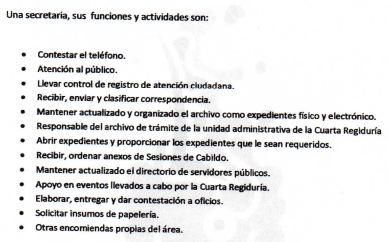 Una secretaria, sus funciones y actividades son:
• Contestar el teléfono.
• Atención al público.
• Llevar control de registro de atención ciudadana.
• Recibir, enviar y clasificar correspondencia.
• Mantener actualizado y organizado el archivo como expedientes físico y electrónico.
• Responsable del archivo de trámite de la unidad administrativa de la Cuarta Regiduría
• Abrir expedientes y proporcionar los expedientes que le sean requeridos.
• Recibir, ordenar anexos de Sesiones de Cabildo.
• Mantener actualizado el directorio de servidores públicos.
• Apoyo en eventos llevados a cabo por la Cuarta Regiduría.
• Elaborar, entregar y dar contestación a oficios.
• Solicitar insumos de papelería.
• Otras encomiendas propias del área.